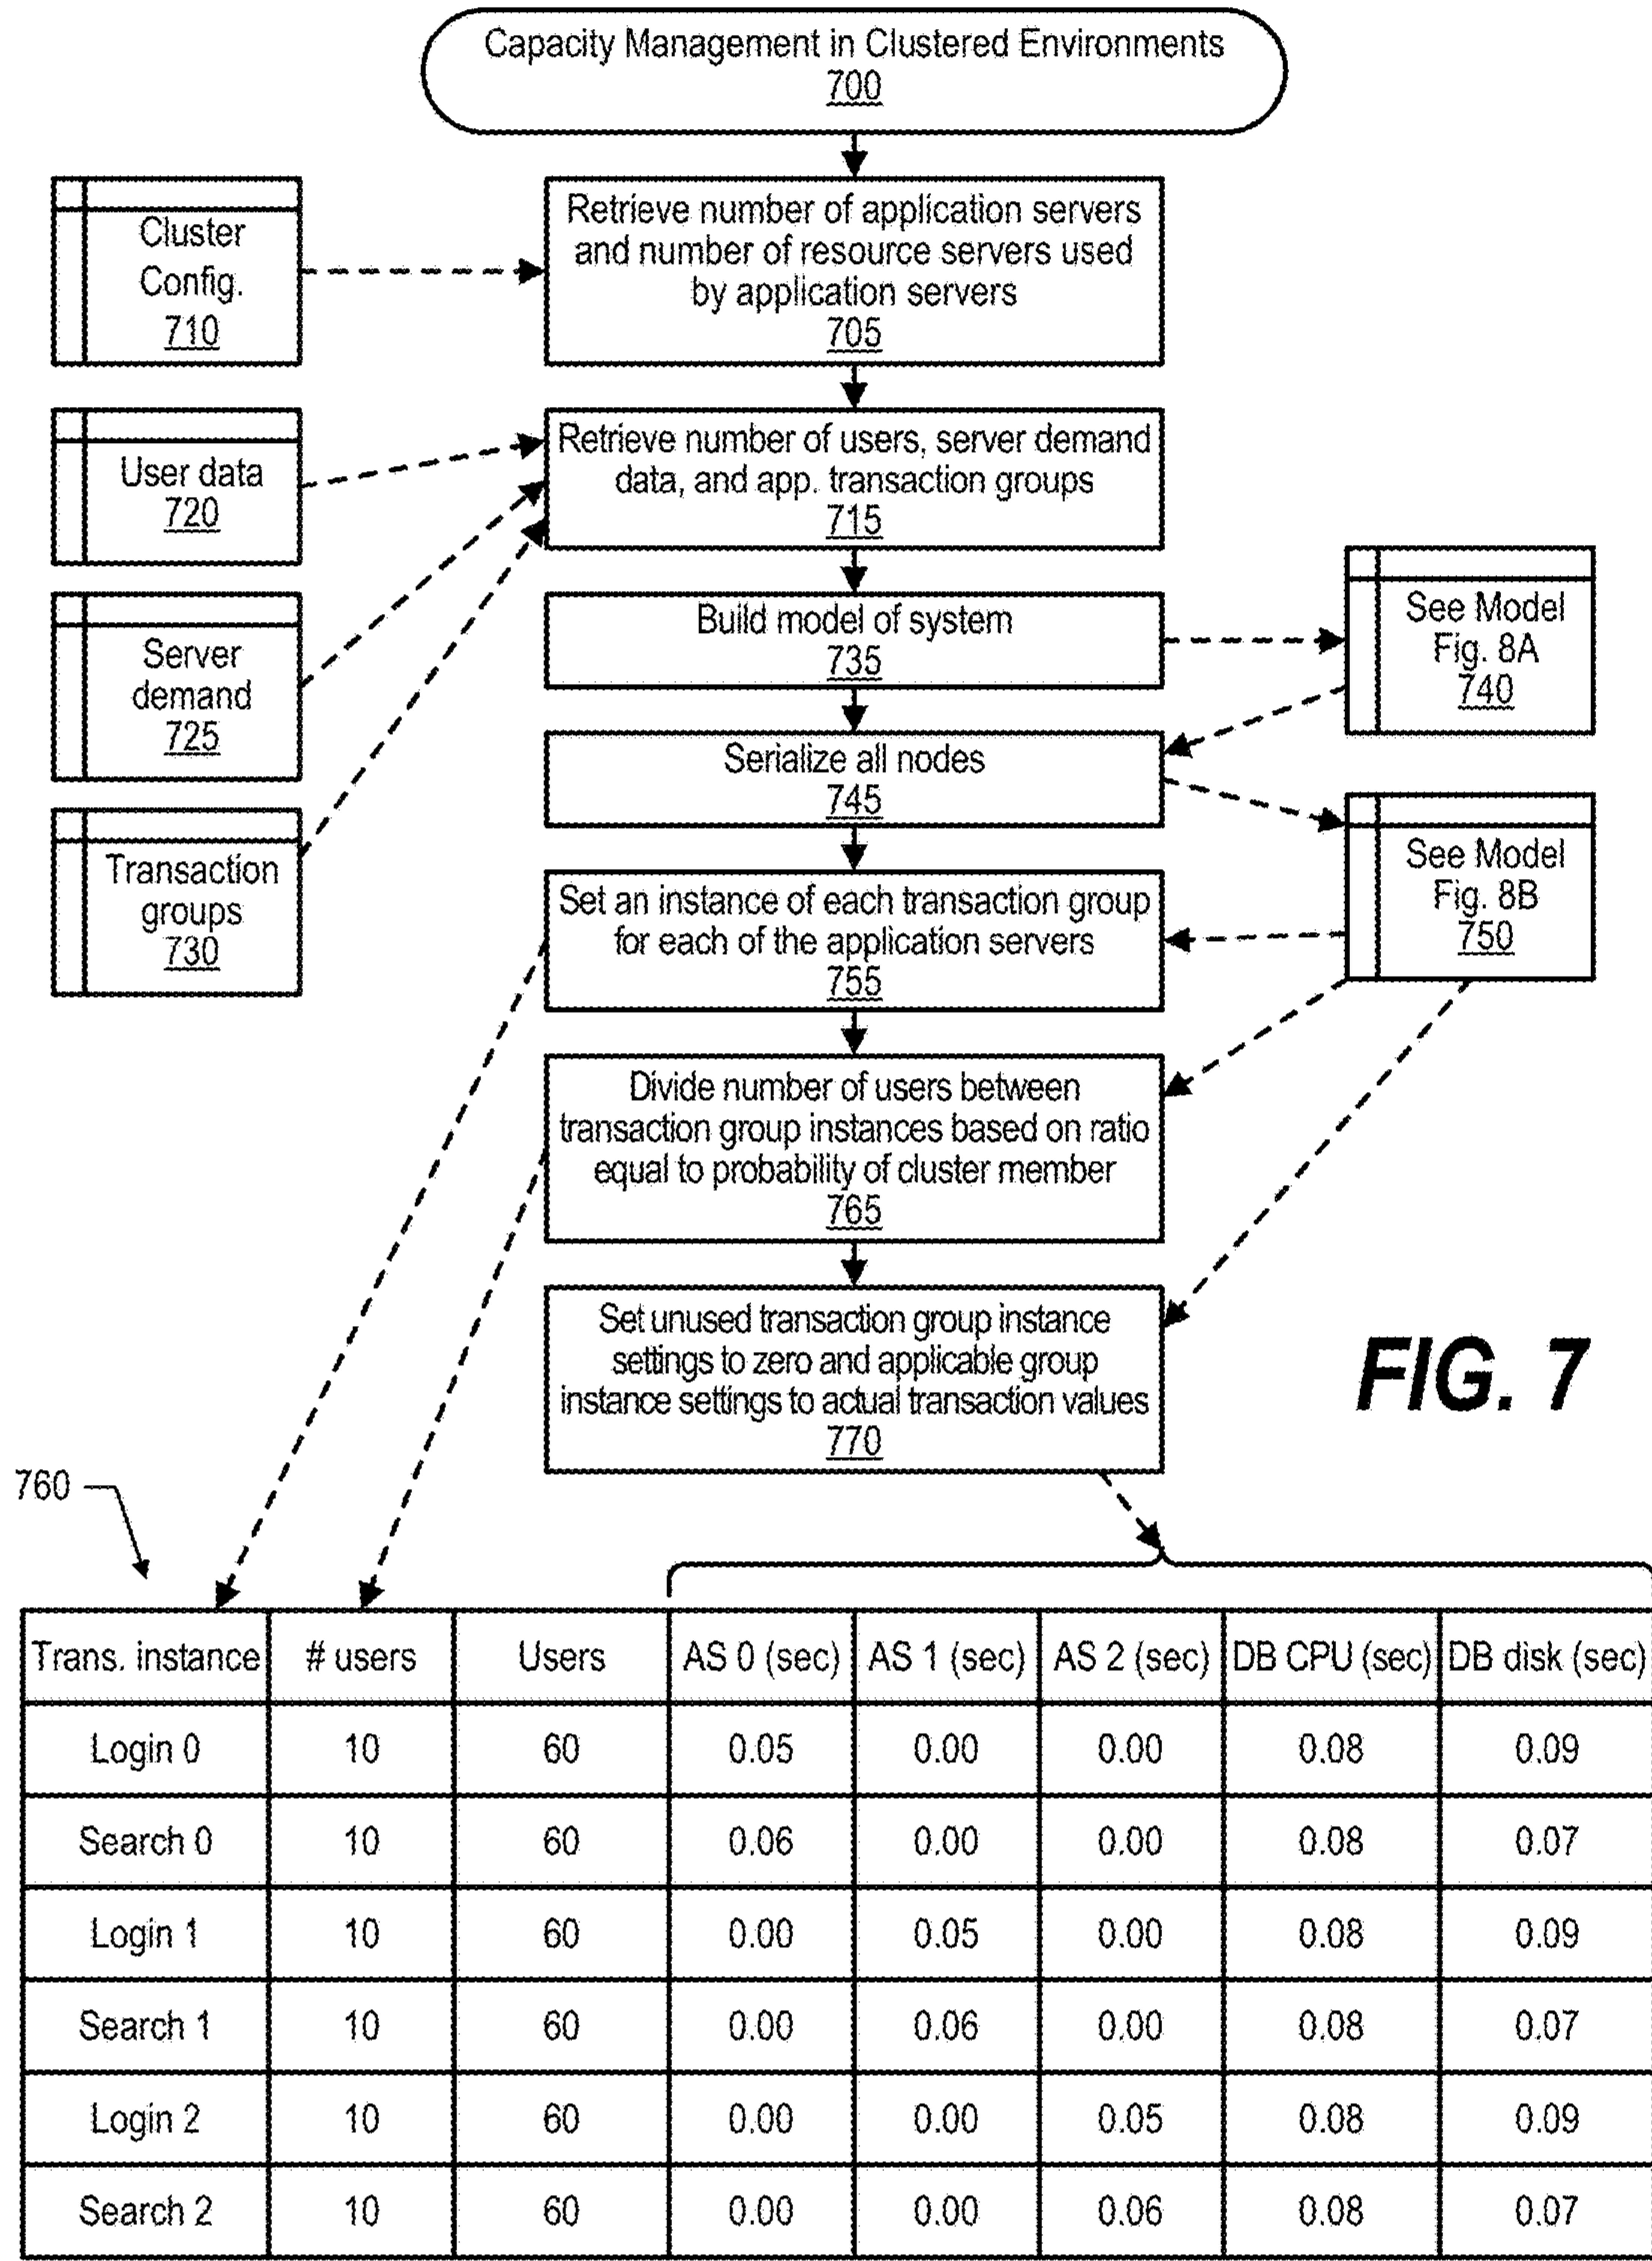 Capacity Management in Clustered Environments
700
Cluster
Config.
710
Retrieve number of application servers
and number of resource servers used
by application servers
705
User data
720
Retrieve number of users, server demand
data, and app. transaction groups
715
Server
demand
725
Build model of system
735
See Model
Fig. 8A
740
Serialize all nodes
745
Transaction
groups
730
See Model
Fig. 8B
750
Set an instance of each transaction group
for each of the application servers
755
Divide number of users between
transaction group instances based on ratio
equal to probability of cluster member
765
Set unused transaction group instance
settings to zero and applicable group
instance settings to actual transaction values
770
FIG. 7
760
Trans. instance # users Users AS 0 (sec) AS 1 (sec) AS 2 (sec) DB CPU (sec) DB disk (sec)
Login 0 10 60 0.05 0.00 0.00 0.08 0.09
Search 0 10 60 0.06 0.00 0.00 0.08 0.07
Login 1 10 60 0.00 0.05 0.00 0.08 0.09
Search 1 10 60 0.00 0.06 0.00 0.08 0.07
Login 2 10 60 0.00 0.00 0.05 0.08 0.09
Search 2 10 60 0.00 0.00 0.06 0.08 0.07